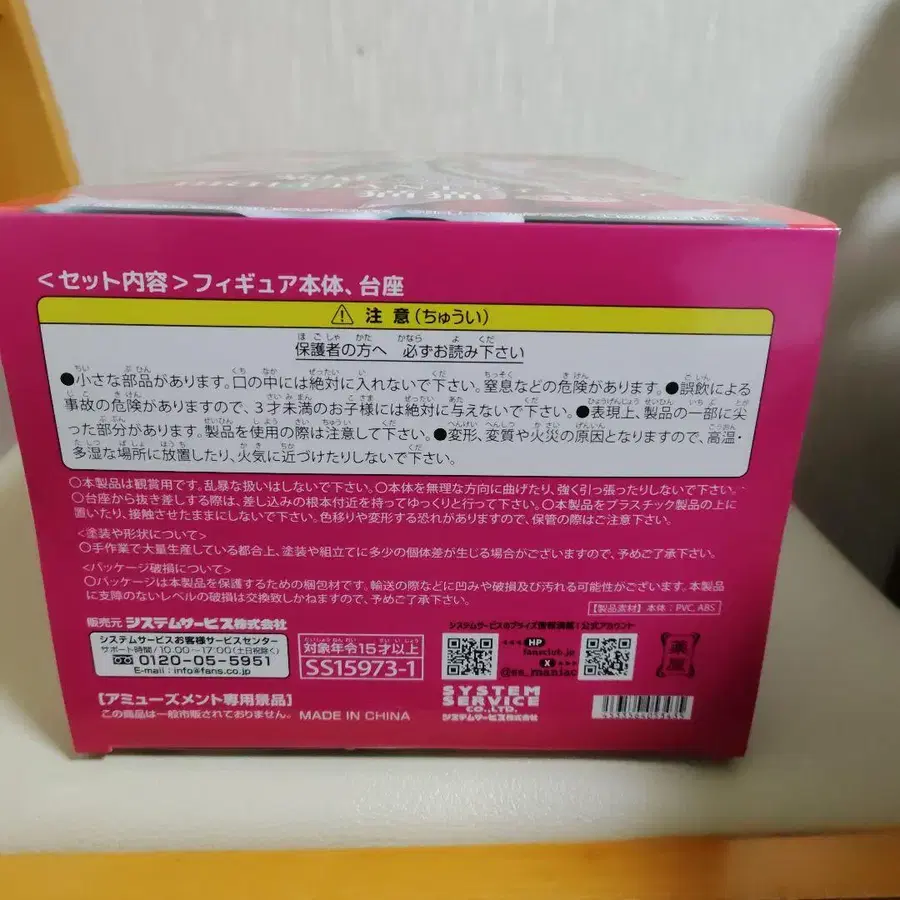 <セット内容>フィギュア本体、台座
⚠ 注意(ちゅうい)
保護者の方へ 必ずお読み下さい
●小さな部品があります。口の中には絶対に入れないで下さい。窒息などの危険があります。●誤飲による
事故の危険がありますので、3才未満のお子様には絶対に与えないで下さい。●表現上、製品の一部に尖
った部分があります。製品を使用の際は注意して下さい。●変形、変質や火災の原因となりますので、高温・
多湿な場所に放置したり、火気に近づけたりしないで下さい。
○本製品は観賞用です。乱暴な扱いはしないで下さい。○本体を無理な方向に曲げたり、強く引っ張ったりしないで下さい。
○台座から抜き差しする際は、差し込みの根本付近を持ってゆっくりと行って下さい。○本製品をプラスチック製品の上に
置いたり、接触させたままにしないで下さい。色移りや変形する恐れがありますので、保管の際はご注意下さい。
<塗装や形状について>
○手作業で大量生産している都合上、塗装や組立てに多少の個体差が生じる場合がございますので、予めご了承下さい。
<パッケージ破損について>
○パッケージは本製品を保護するための梱包材です。輸送の際などに凹みや破損及び汚れる可能性がございます。本製品
に支障のないレベルの破損は交換致しかねますので、予めご了承下さい。
【製品素材】本体:PVC, ABS
販売元 システムサービス株式会社
システムサービスお客様サービスセンター
サポート時間/10:00~17:00(土日祝除く)
0120-05-5951
E-mail:info@fans.co.jp
対象年令15才以上
SS15973-1
システムサービスのプライズ情報満載!公式アカウント
HP
fansclub.jp
X
@ss_maniac
SYSTEM
SERVICE
CO.,LTD.
システムサービス株式会社
【アミューズメント専用景品】
この商品は一般市販されておりません。 MADE IN CHINA